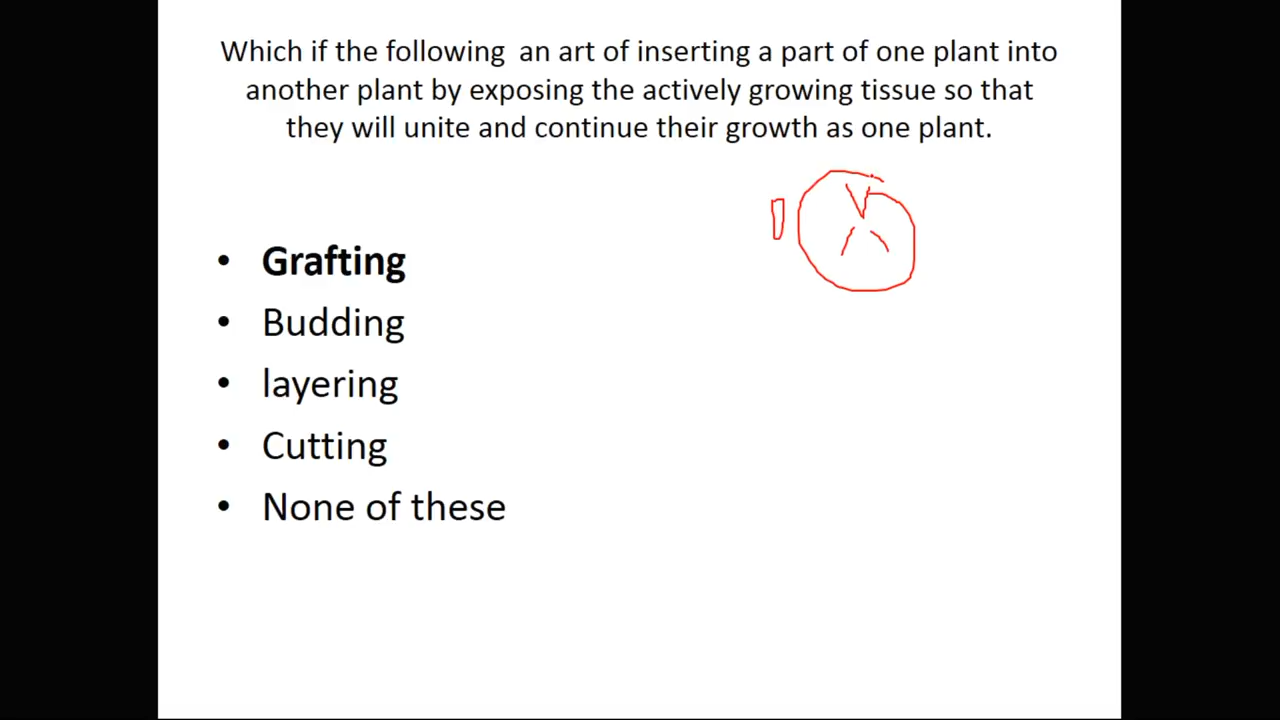 Which if the following an art of inserting a part of one plant into
another plant by exposing the actively growing tissue so that
they will unite and continue their growth as one plant.
• Grafting
• Budding
• layering
• Cutting
• None of these